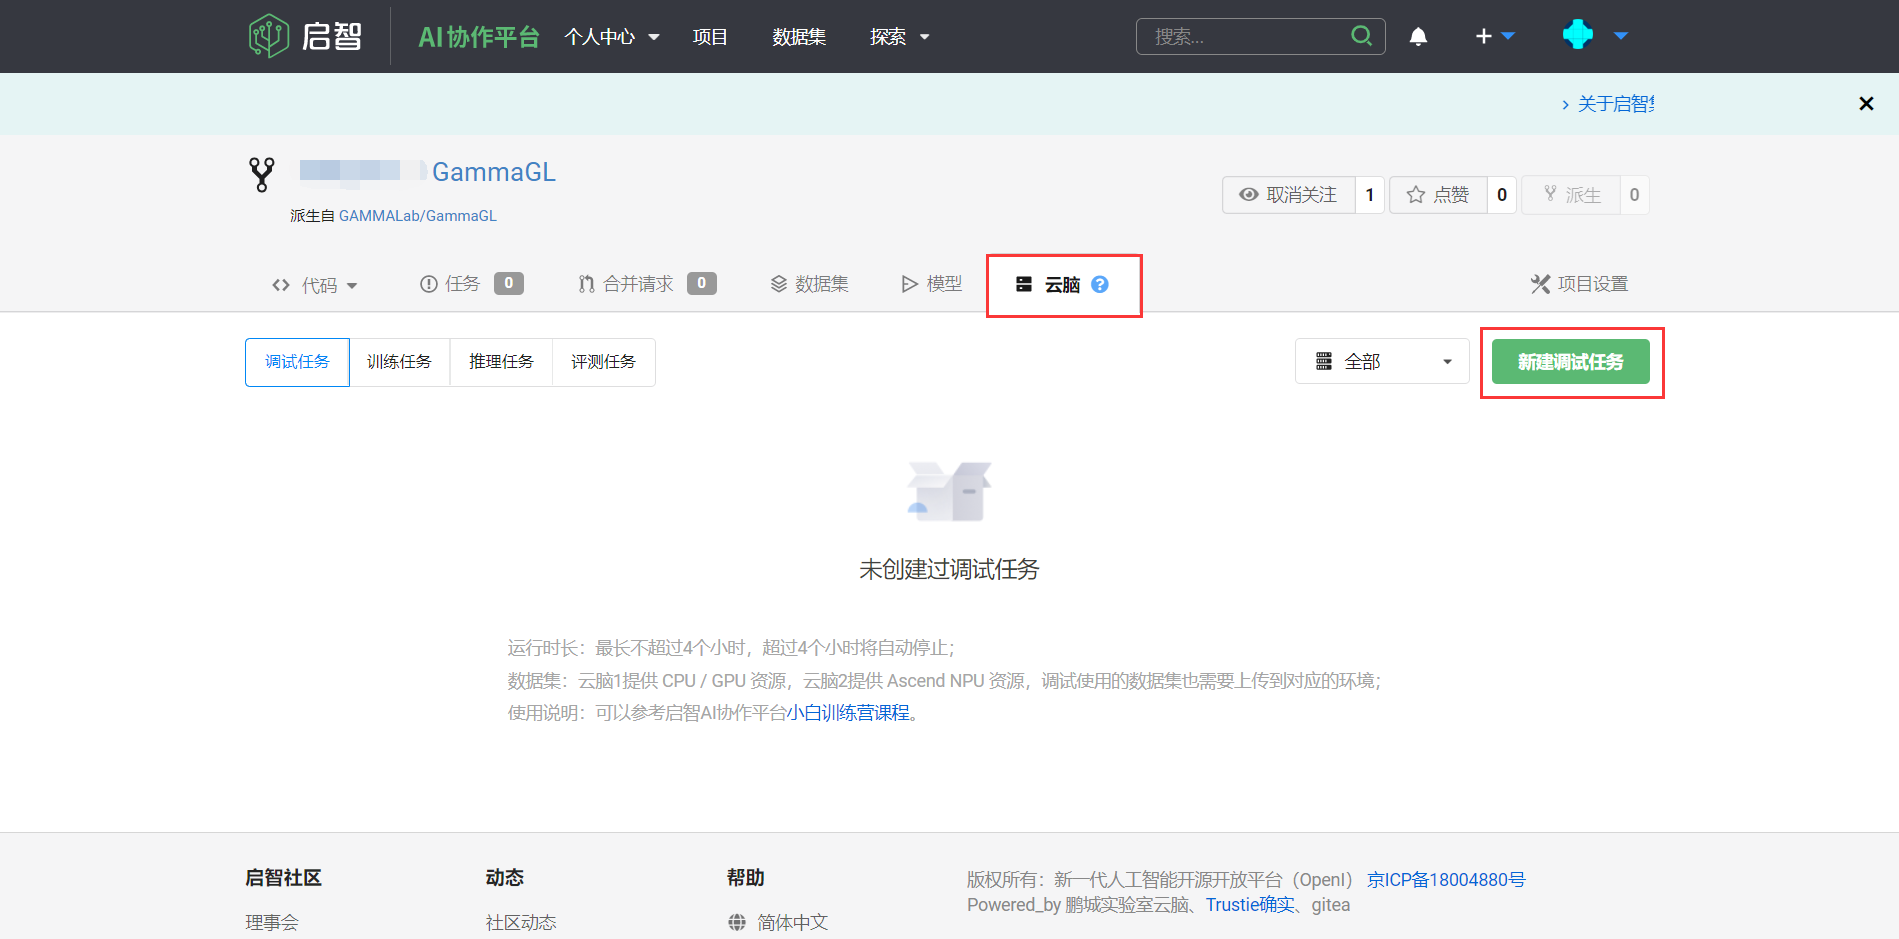 启智 AI协作平台 个人中心 项目 数据集 探索 搜索...
关于启智集
GammaGL
派生自 GAMMALab/GammaGL
取消关注 1 点赞 0 派生 0
代码 任务 0 合并请求 0 数据集 模型 云脑 ? 项目设置
调试任务 训练任务 推理任务 评测任务 全部 新建调试任务
未创建过调试任务
运行时长：最长不超过4个小时，超过4个小时将自动停止；
数据集：云脑1提供 CPU / GPU 资源，云脑2提供 Ascend NPU 资源，调试使用的数据集也需要上传到对应的环境；
使用说明：可以参考启智AI协作平台小白训练营课程。
启智社区 动态 帮助
理事会 社区动态 简体中文
版权所有：新一代人工智能开源开放平台（OpenI） 京ICP备18004880号
Powered_by 鹏城实验室云脑、Trustie确实、gitea